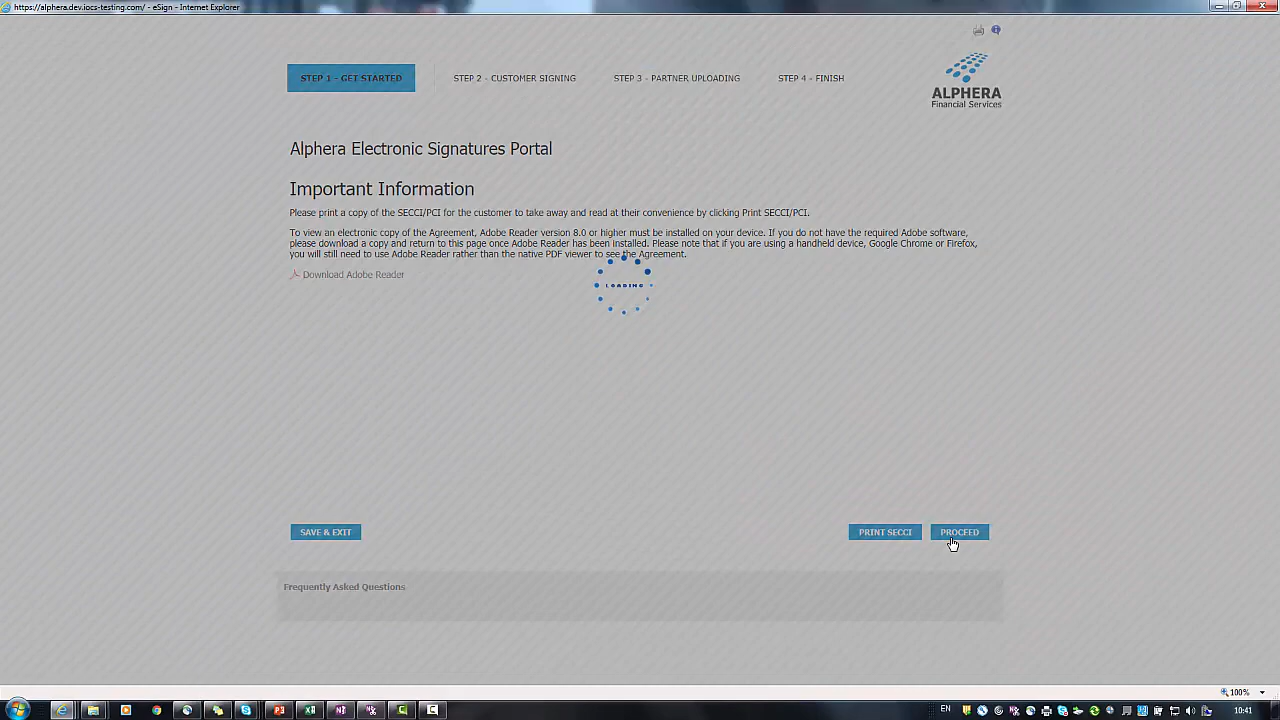 https://alphera.dev.iocs-testing.com/ - eSign - Internet Explorer
STEP 1 - GET STARTED
STEP 2 - CUSTOMER SIGNING
STEP 3 - PARTNER UPLOADING
STEP 4 - FINISH
ALPHERA
Financial Services
Alphera Electronic Signatures Portal
Important Information
Please print a copy of the SECCI/PCI for the customer to take away and read at their convenience by clicking Print SECCI/PCI.
To view an electronic copy of the Agreement, Adobe Reader version 8.0 or higher must be installed on your device. If you do not have the required Adobe software,
please download a copy and return to this page once Adobe Reader has been installed. Please note that if you are using a handheld device, Google Chrome or Firefox,
you will still need to use Adobe Reader rather than the native PDF viewer to see the Agreement.
Download Adobe Reader
LOADING
SAVE & EXIT
PRINT SECCI
PROCEED
Frequently Asked Questions
100%
EN
10:41